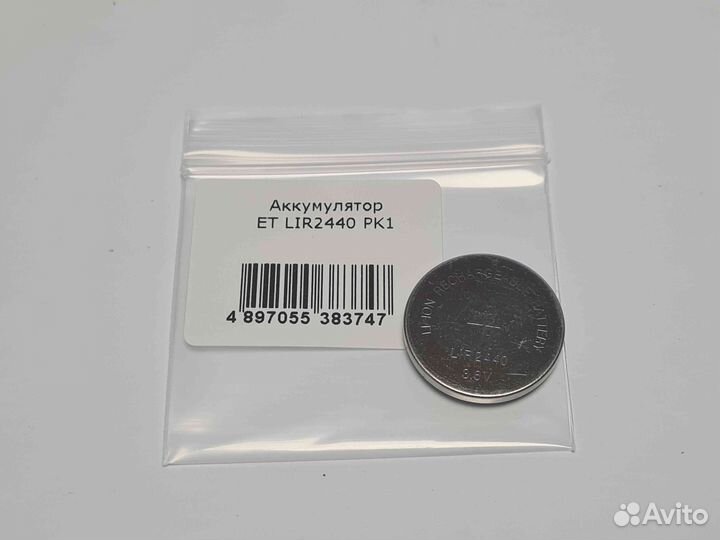 Аккумулятор
ET LIR2440 PK1
4 897055 383747
LI-ION RECHARGEABLE BATTERY
LIR2440
3.6V
Avito